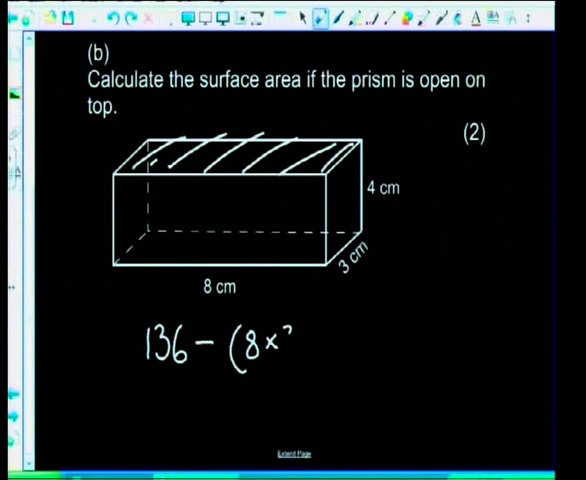 (b)
Calculate the surface area if the prism is open on
top.
(2)
4 cm
3 cm
8 cm
136 - (8×
Extend Page